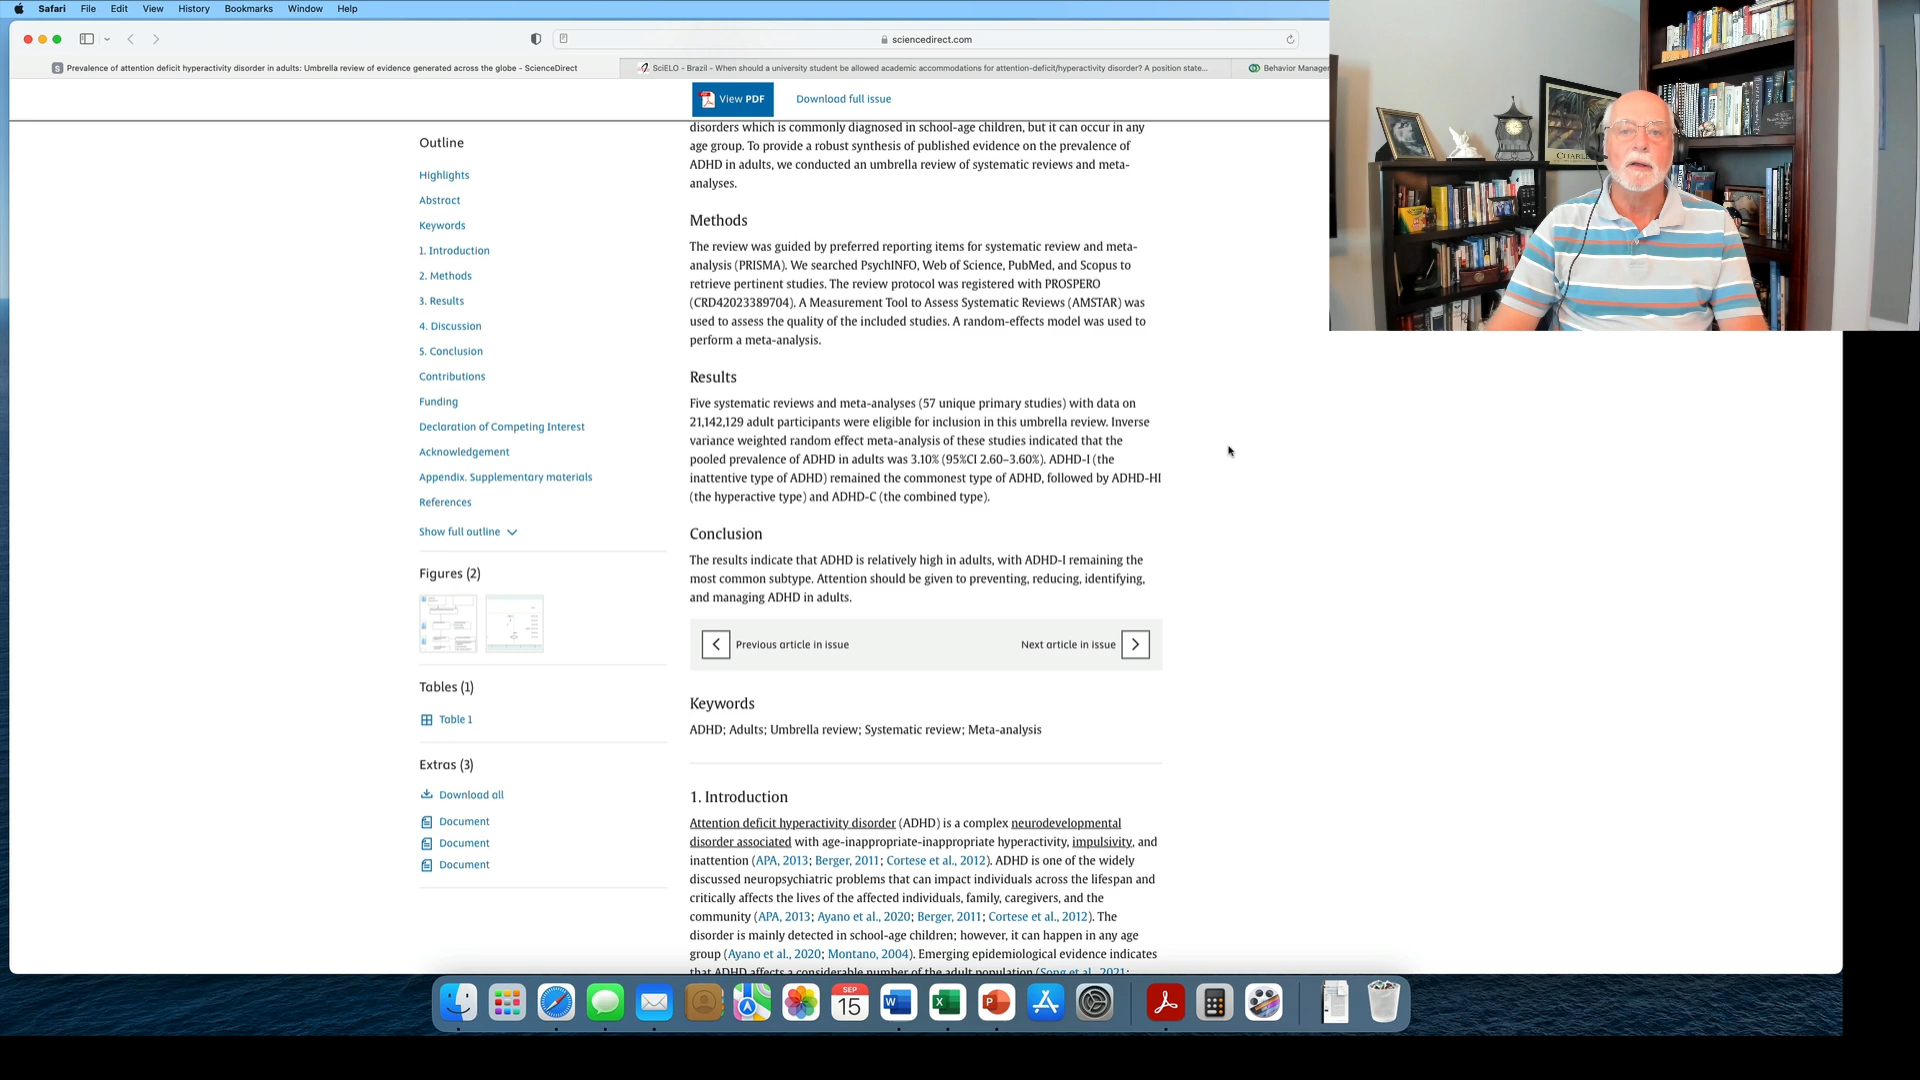 Safari File Edit View History Bookmarks Window Help
sciencedirect.com
S Prevalence of attention deficit hyperactivity disorder in adults: Umbrella review of evidence generated across the globe - ScienceDirect
SciELO - Brazil - When should a university student be allowed academic accommodations for attention-deficit/hyperactivity disorder? A position state...
Behavior Manager
View PDF
Download full issue
Outline
Highlights
Abstract
Keywords
1. Introduction
2. Methods
3. Results
4. Discussion
5. Conclusion
Contributions
Funding
Declaration of Competing Interest
Acknowledgement
Appendix. Supplementary materials
References
Show full outline
Figures (2)
Tables (1)
Table 1
Extras (3)
Download all
Document
Document
Document
disorders which is commonly diagnosed in school-age children, but it can occur in any
age group. To provide a robust synthesis of published evidence on the prevalence of
ADHD in adults, we conducted an umbrella review of systematic reviews and meta-
analyses.
Methods
The review was guided by preferred reporting items for systematic review and meta-
analysis (PRISMA). We searched PsychINFO, Web of Science, PubMed, and Scopus to
retrieve pertinent studies. The review protocol was registered with PROSPERO
(CRD42023389704). A Measurement Tool to Assess Systematic Reviews (AMSTAR) was
used to assess the quality of the included studies. A random-effects model was used to
perform a meta-analysis.
Results
Five systematic reviews and meta-analyses (57 unique primary studies) with data on
21,142,129 adult participants were eligible for inclusion in this umbrella review. Inverse
variance weighted random effect meta-analysis of these studies indicated that the
pooled prevalence of ADHD in adults was 3.10% (95%CI 2.60–3.60%). ADHD-I (the
inattentive type of ADHD) remained the commonest type of ADHD, followed by ADHD-HI
(the hyperactive type) and ADHD-C (the combined type).
Conclusion
The results indicate that ADHD is relatively high in adults, with ADHD-I remaining the
most common subtype. Attention should be given to preventing, reducing, identifying,
and managing ADHD in adults.
Previous article in issue
Next article in issue
Keywords
ADHD; Adults; Umbrella review; Systematic review; Meta-analysis
1. Introduction
Attention deficit hyperactivity disorder (ADHD) is a complex neurodevelopmental
disorder associated with age-inappropriate-inappropriate hyperactivity, impulsivity, and
inattention (APA, 2013; Berger, 2011; Cortese et al., 2012). ADHD is one of the widely
discussed neuropsychiatric problems that can impact individuals across the lifespan and
critically affects the lives of the affected individuals, family, caregivers, and the
community (APA, 2013; Ayano et al., 2020; Berger, 2011; Cortese et al., 2012). The
disorder is mainly detected in school-age children; however, it can happen in any age
group (Ayano et al., 2020; Montano, 2004). Emerging epidemiological evidence indicates
that ADHD affects a considerable number of the adult population (Song et al., 2021;
SEP
15